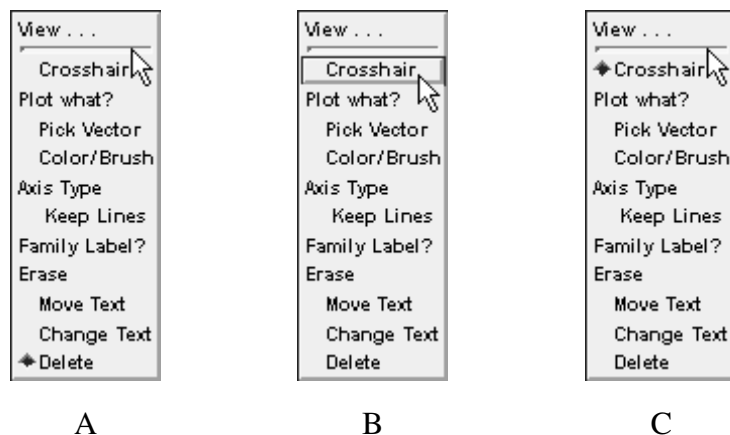 View . . .
Crosshair
Plot what?
Pick Vector
Color/Brush
Axis Type
Keep Lines
Family Label?
Erase
Move Text
Change Text
Delete
A
View . . .
Crosshair
Plot what?
Pick Vector
Color/Brush
Axis Type
Keep Lines
Family Label?
Erase
Move Text
Change Text
Delete
B
View . . .
Crosshair
Plot what?
Pick Vector
Color/Brush
Axis Type
Keep Lines
Family Label?
Erase
Move Text
Change Text
Delete
C